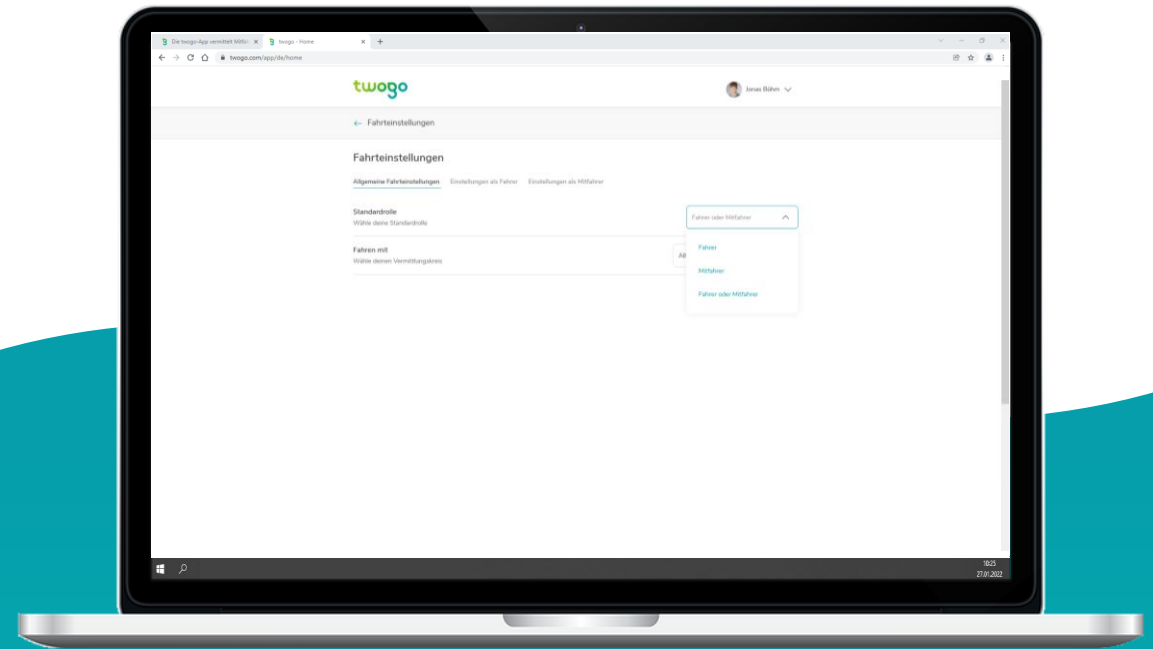 Die twogo-App vermittelt Mitfah
twogo - Home
twogo.com/app/de/home
twogo
Jonas Böhm
Fahrteinstellungen
Fahrteinstellungen
Allgemeine Fahrteinstellungen Einstellungen als Fahrer Einstellungen als Mitfahrer
Standardrolle
Wähle deine Standardrolle
Fahrer oder Mitfahrer
Fahrer
Fahren mit
Wähle deinen Vermittlungskreis
All
Mitfahrer
Fahrer oder Mitfahrer
10:25
27.01.2022